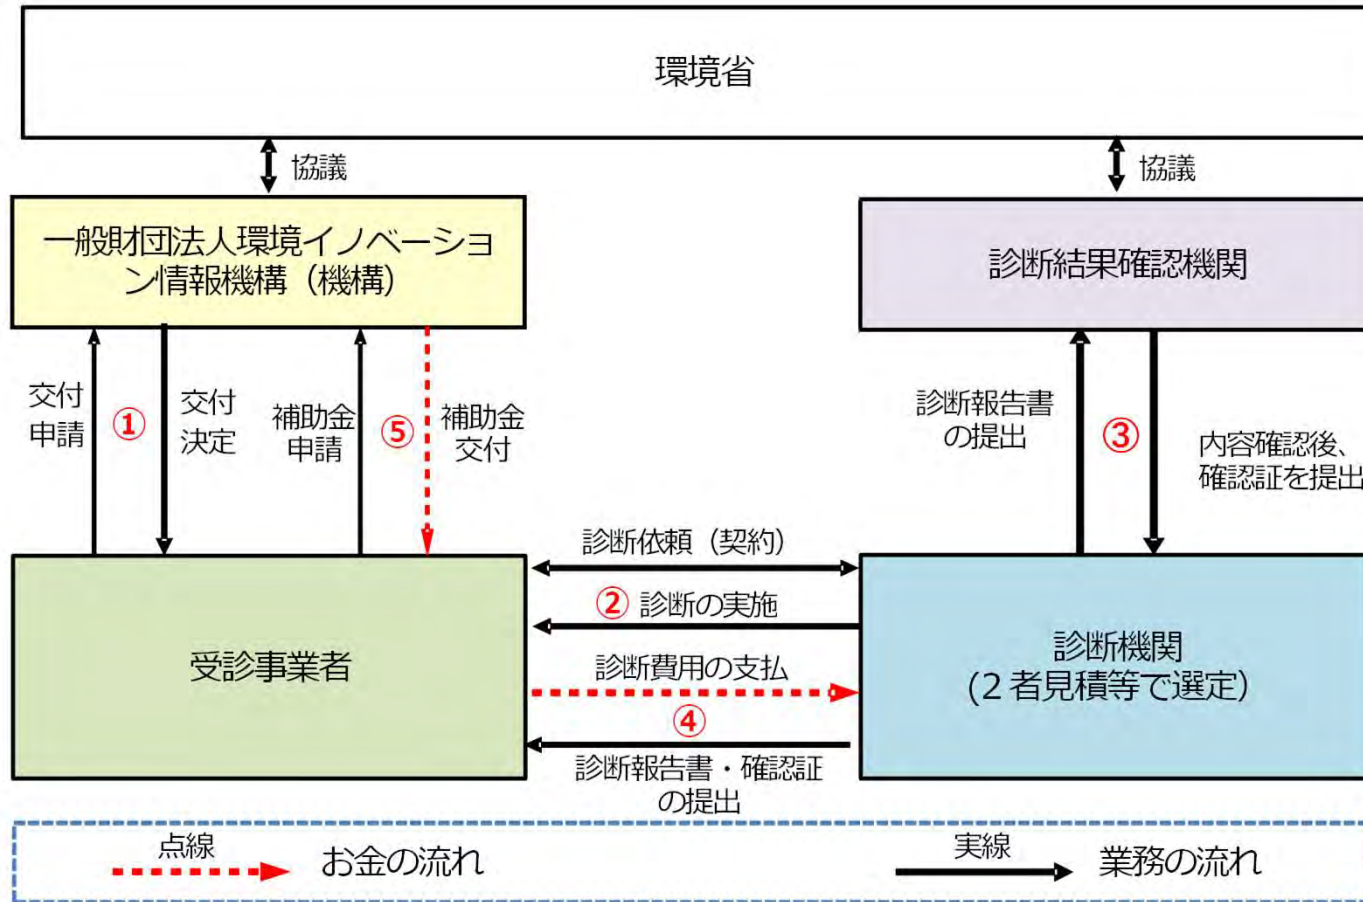 環境省
協議
協議
一般財団法人環境イノベーショ
ン情報機構（機構）
診断結果確認機関
交付
申請
①
交付
決定
補助金
申請
⑤
補助金
交付
診断報告書
の提出
③
内容確認後、
確認証を提出
診断依頼（契約）
② 診断の実施
診断費用の支払
④
診断報告書・確認証
の提出
受診事業者
診断機関
(２者見積等で選定）
点線
お金の流れ
実線
業務の流れ